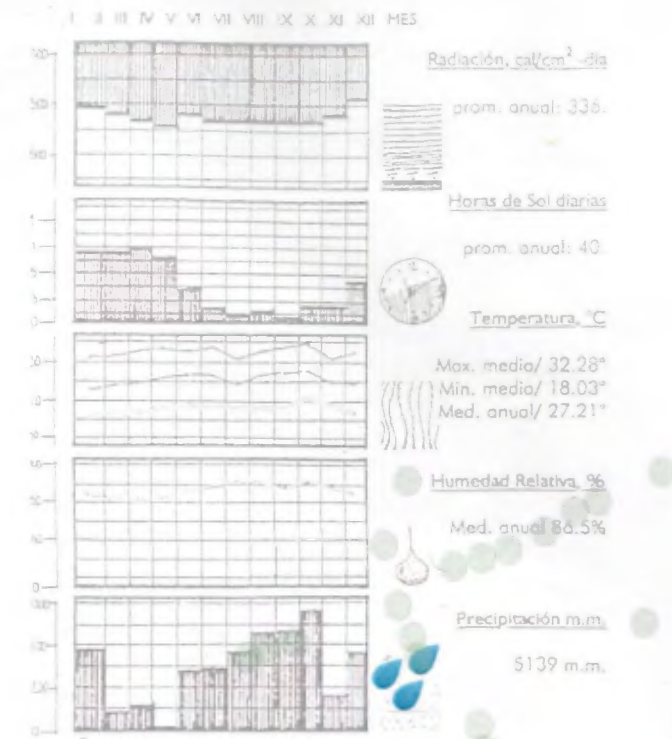 I II III IV V VI VII VIII IX X XI XII MES
Radiación, cal/cm² -día
prom. anual: 336.
Horas de Sol diarias
prom. anual: 40.
Temperatura, °C
Max. medio/ 32.28°
Min. medio/ 18.03°
Med. anual/ 27.21°
Humedad Relativa, %
Med. anual 86.5%
Precipitación m.m.
5139 m.m.